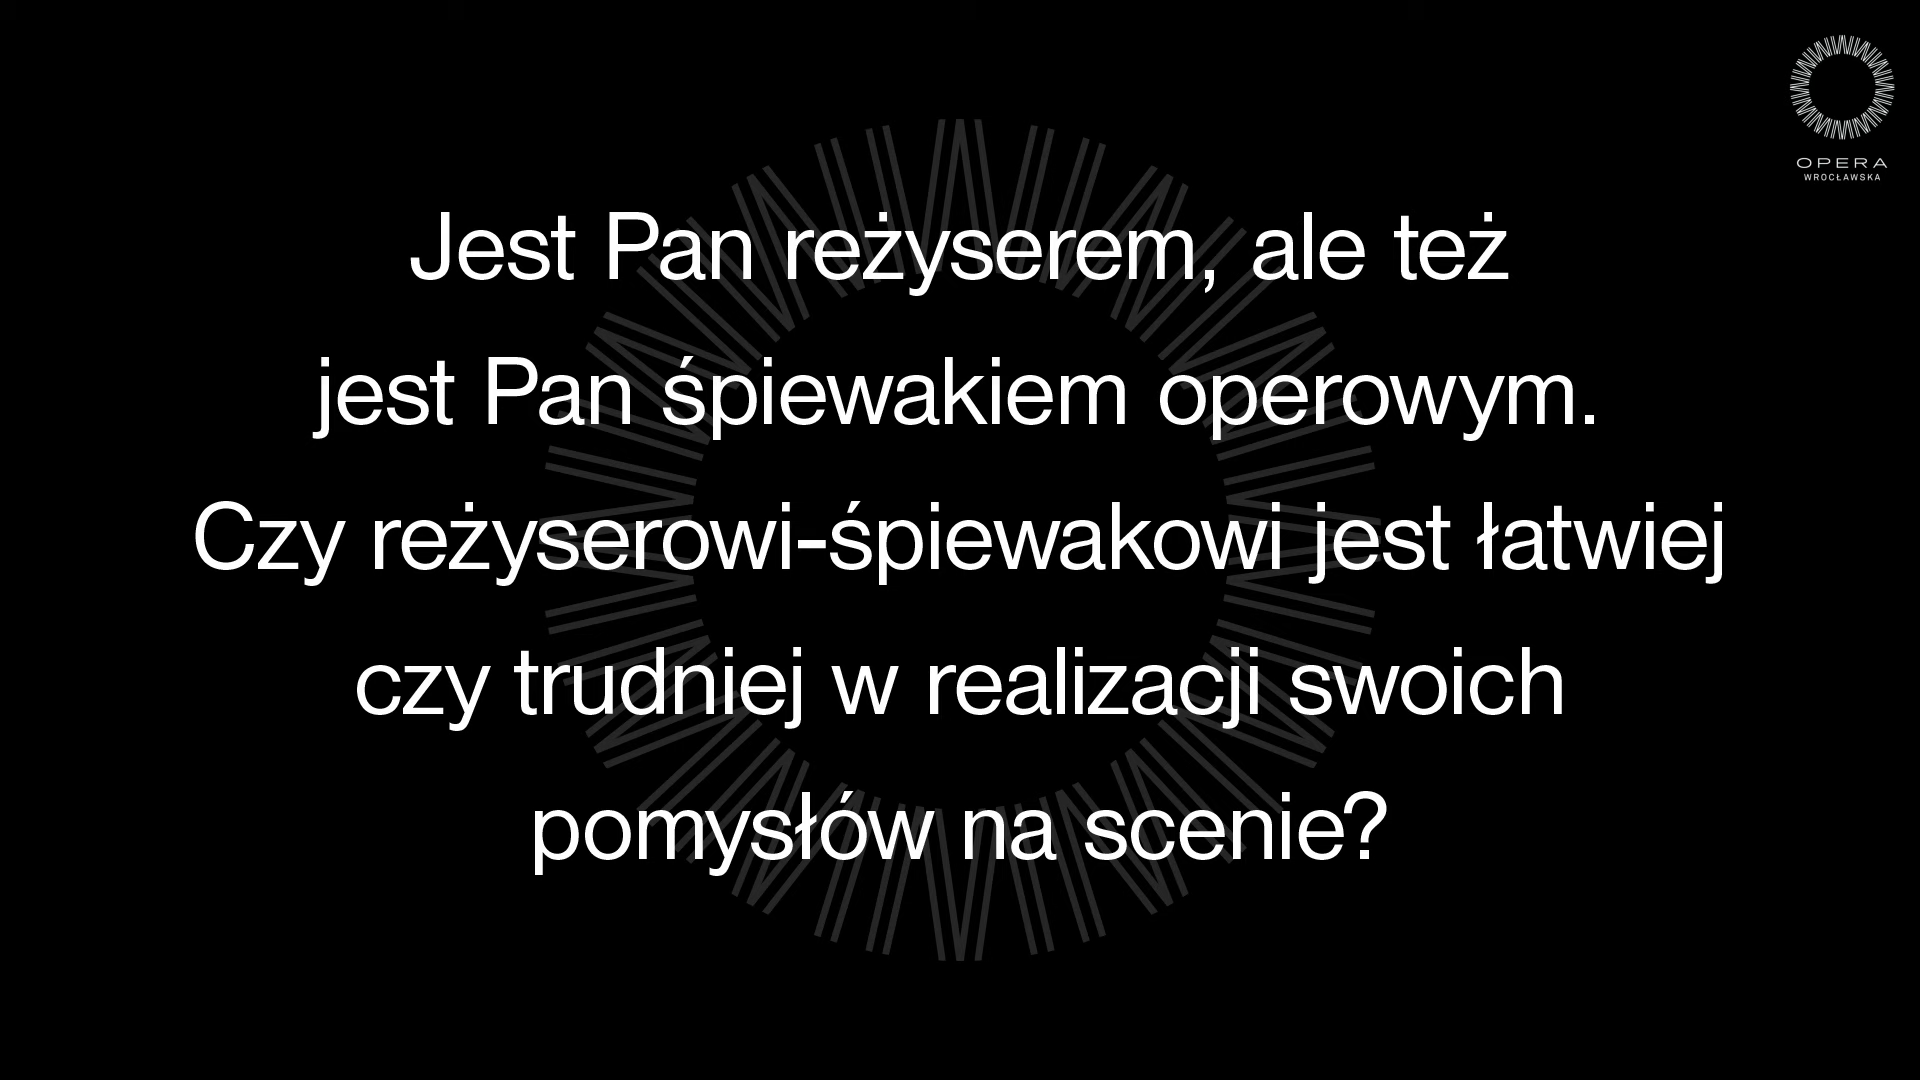 OPERA
WROCŁAWSKA
Jest Pan reżyserem, ale też
jest Pan śpiewakiem operowym.
Czy reżyserowi-śpiewakowi jest łatwiej
czy trudniej w realizacji swoich
pomysłów na scenie?